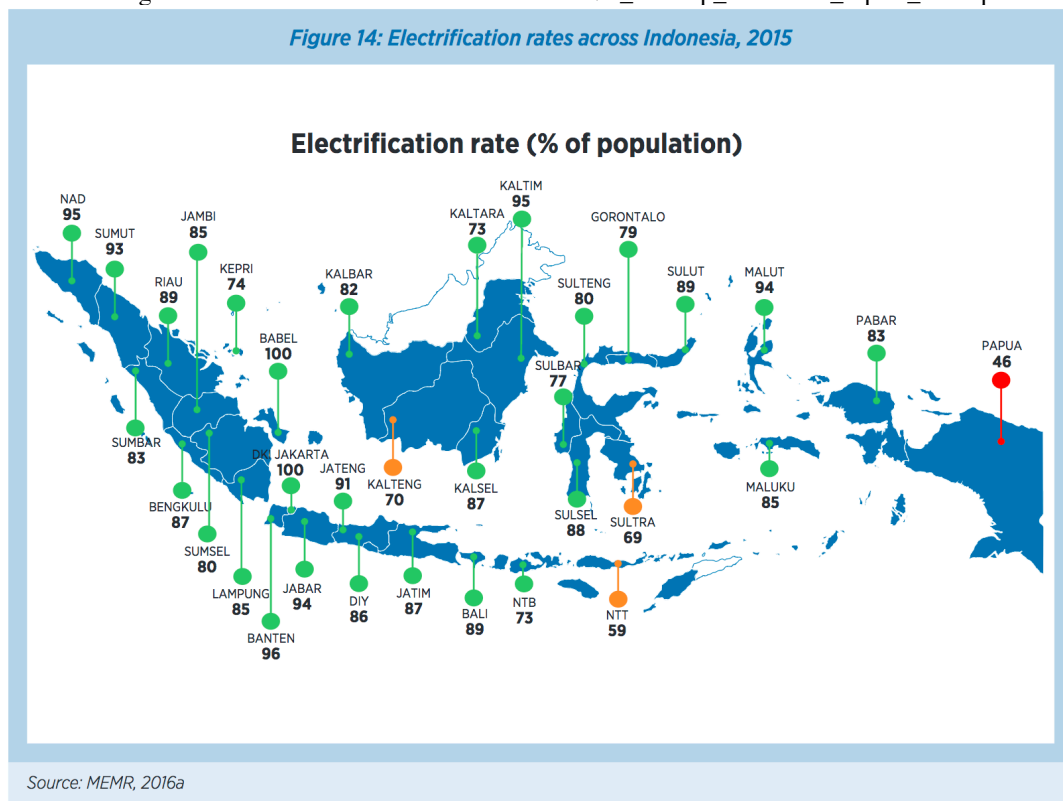 Figure 14: Electrification rates across Indonesia, 2015
Electrification rate (% of population)
NAD
95
SUMUT
93
RIAU
89
JAMBI
85
KEPRI
74
BABEL
100
KALBAR
82
KALTARA
73
KALTIM
95
SULTENG
80
GORONTALO
79
SULUT
89
MALUT
94
PABAR
83
PAPUA
46
SULBAR
77
SUMBAR
83
BENGKULU
87
SUMSEL
80
LAMPUNG
85
BANTEN
96
DKI JAKARTA
100
JABAR
94
JATENG
91
DIY
86
JATIM
87
KALTENG
70
KALSEL
87
BALI
89
NTB
73
SULSEL
88
SULTRA
69
NTT
59
MALUKU
85
Source: MEMR, 2016a